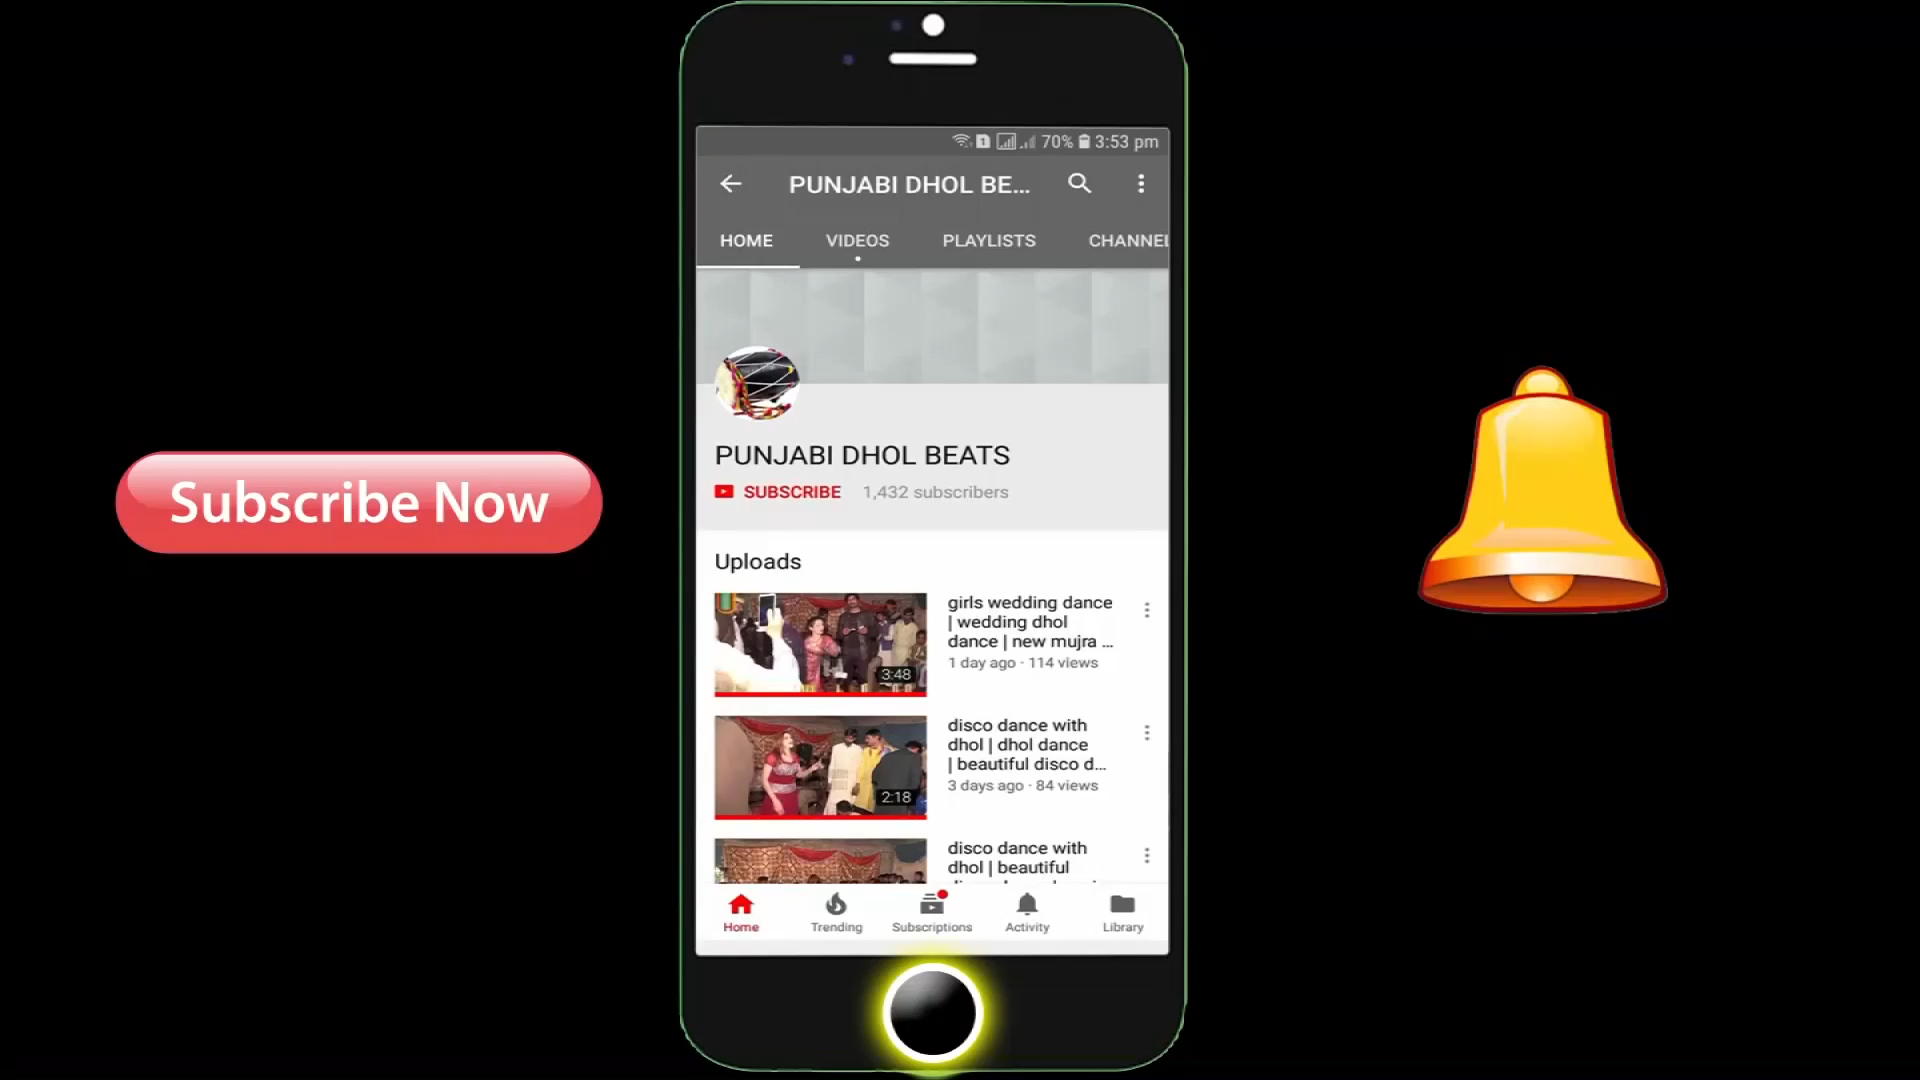 70% 3:53 pm
PUNJABI DHOL BE...
HOME VIDEOS PLAYLISTS CHANNEL
PUNJABI DHOL BEATS
SUBSCRIBE 1,432 subscribers
Subscribe Now
Uploads
girls wedding dance
| wedding dhol
dance | new mujra ...
1 day ago · 114 views
3:48
disco dance with
dhol | dhol dance
| beautiful disco d...
3 days ago · 84 views
2:18
disco dance with
dhol | beautiful
Home Trending Subscriptions Activity Library